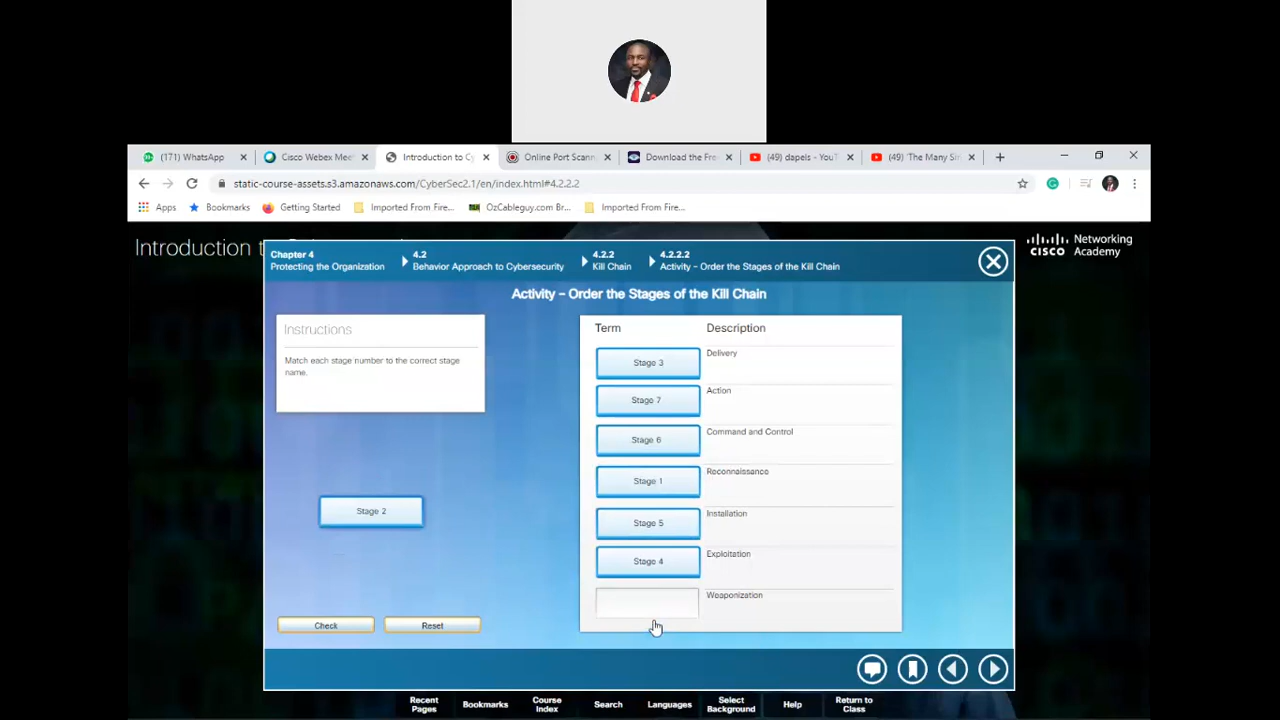 (171) WhatsApp
Cisco Webex Mee
Introduction to Cy
Online Port Scann
Download the Fre
(49) dapels - YouT
(49) 'The Many Sin
static-course-assets.s3.amazonaws.com/CyberSec2.1/en/index.html#4.2.2.2
Apps
Bookmarks
Getting Started
Imported From Fire...
OzCableguy.com Br...
Imported From Fire...
Introduction t
CISCO
Networking
Academy
Chapter 4
Protecting the Organization
4.2
Behavior Approach to Cybersecurity
4.2.2
Kill Chain
4.2.2.2
Activity – Order the Stages of the Kill Chain
Activity – Order the Stages of the Kill Chain
Instructions
Match each stage number to the correct stage
name.
Stage 2
Check
Reset
Term
Description
Stage 3
Delivery
Stage 7
Action
Stage 6
Command and Control
Stage 1
Reconnaissance
Stage 5
Installation
Stage 4
Exploitation
Weaponization
Recent
Pages
Bookmarks
Course
Index
Search
Languages
Select
Background
Help
Return to
Class